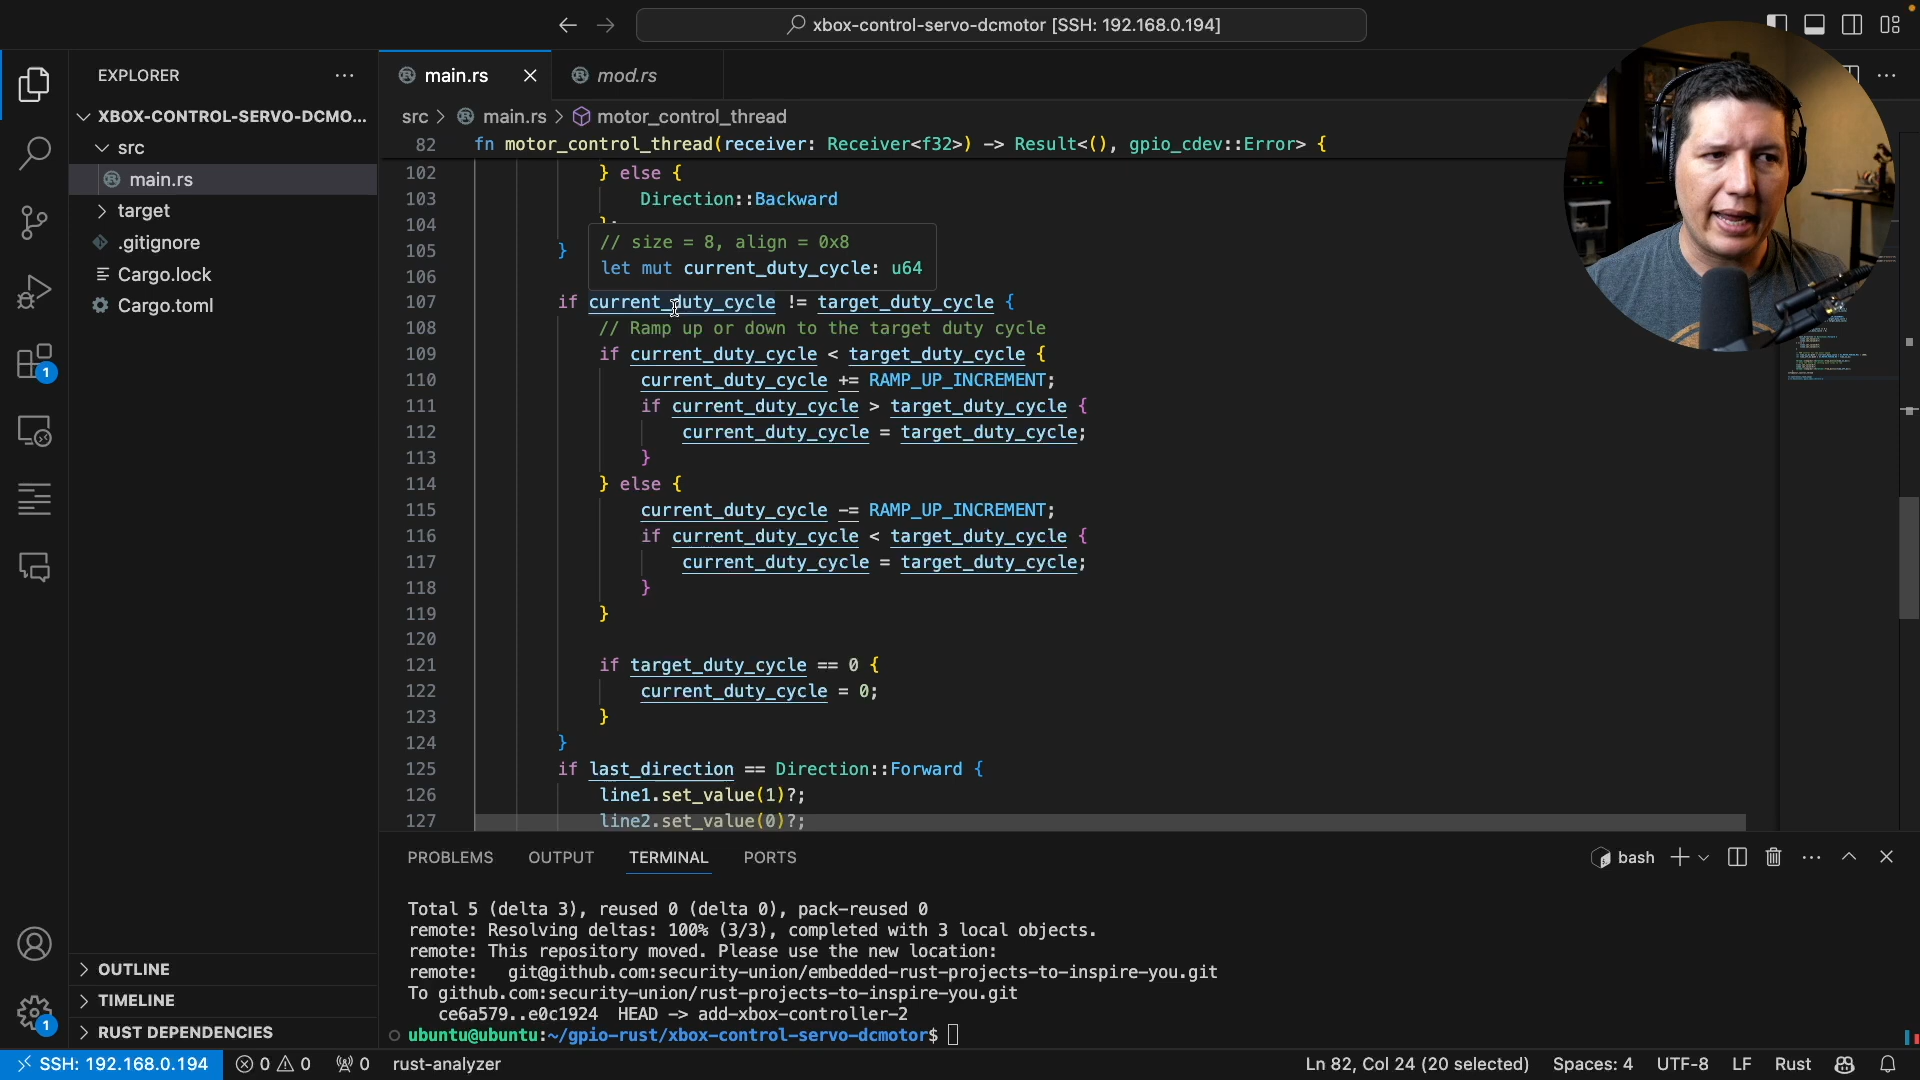 xbox-control-servo-dcmotor [SSH: 192.168.0.194]
EXPLORER
XBOX-CONTROL-SERVO-DCMO...
src
main.rs
target
.gitignore
Cargo.lock
Cargo.toml
OUTLINE
TIMELINE
RUST DEPENDENCIES
1
1
main.rs
mod.rs
src > main.rs > motor_control_thread
82 fn motor_control_thread(receiver: Receiver<f32>) -> Result<(), gpio_cdev::Error> {
102 } else {
103 Direction::Backward
104 };
105 }
// size = 8, align = 0x8
let mut current_duty_cycle: u64
106
107 if current_duty_cycle != target_duty_cycle {
108 // Ramp up or down to the target duty cycle
109 if current_duty_cycle < target_duty_cycle {
110 current_duty_cycle += RAMP_UP_INCREMENT;
111 if current_duty_cycle > target_duty_cycle {
112 current_duty_cycle = target_duty_cycle;
113 }
114 } else {
115 current_duty_cycle -= RAMP_UP_INCREMENT;
116 if current_duty_cycle < target_duty_cycle {
117 current_duty_cycle = target_duty_cycle;
118 }
119 }
120
121 if target_duty_cycle == 0 {
122 current_duty_cycle = 0;
123 }
124 }
125 if last_direction == Direction::Forward {
126 line1.set_value(1)?;
127 line2.set_value(0)?;
PROBLEMS OUTPUT TERMINAL PORTS
bash
Total 5 (delta 3), reused 0 (delta 0), pack-reused 0
remote: Resolving deltas: 100% (3/3), completed with 3 local objects.
remote: This repository moved. Please use the new location:
remote: git@github.com:security-union/embedded-rust-projects-to-inspire-you.git
To github.com:security-union/rust-projects-to-inspire-you.git
ce6a579..e0c1924 HEAD -> add-xbox-controller-2
ubuntu@ubuntu:~/gpio-rust/xbox-control-servo-dcmotor$
SSH: 192.168.0.194 0 0 0 rust-analyzer Ln 82, Col 24 (20 selected) Spaces: 4 UTF-8 LF Rust